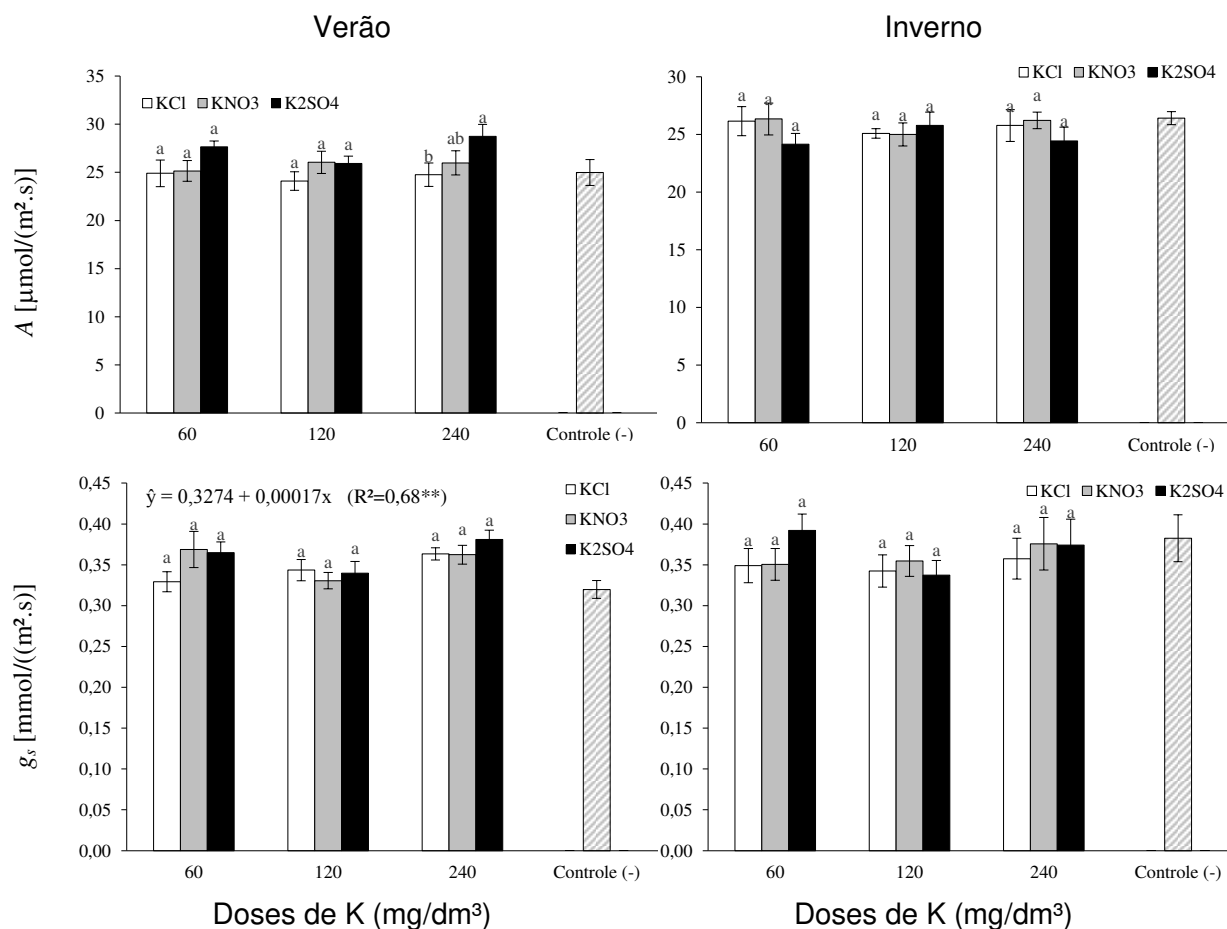 Verão
Inverno
A [µmol/(m².s)]
35
30
25
20
15
10
5
0
KCl KNO3 K2SO4
a a a
a a a
b ab a
60 120 240 Controle (-)
30
25
20
15
10
5
0
KCl KNO3 K2SO4
a a a
a a a
a a a
60 120 240 Controle (-)
gs [mmol/((m².s)]
0,45
0,40
0,35
0,30
0,25
0,20
0,15
0,10
0,05
0,00
ŷ = 0,3274 + 0,00017x (R²=0,68**)
KCl
KNO3
K2SO4
a a a
a a a
a a a
60 120 240 Controle (-)
Doses de K (mg/dm³)
0,45
0,40
0,35
0,30
0,25
0,20
0,15
0,10
0,05
0,00
KCl KNO3 K2SO4
a a a
a a a
a a a
60 120 240 Controle (-)
Doses de K (mg/dm³)